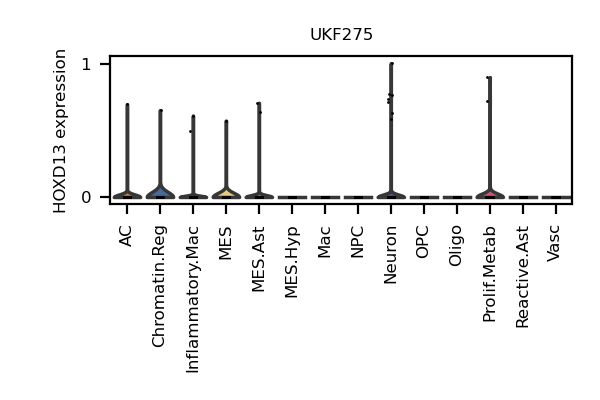 UKF275
HOXD13 expression
1
0
AC
Chromatin.Reg
Inflammatory.Mac
MES
MES.Ast
MES.Hyp
Mac
NPC
Neuron
OPC
Oligo
Prolif.Metab
Reactive.Ast
Vasc